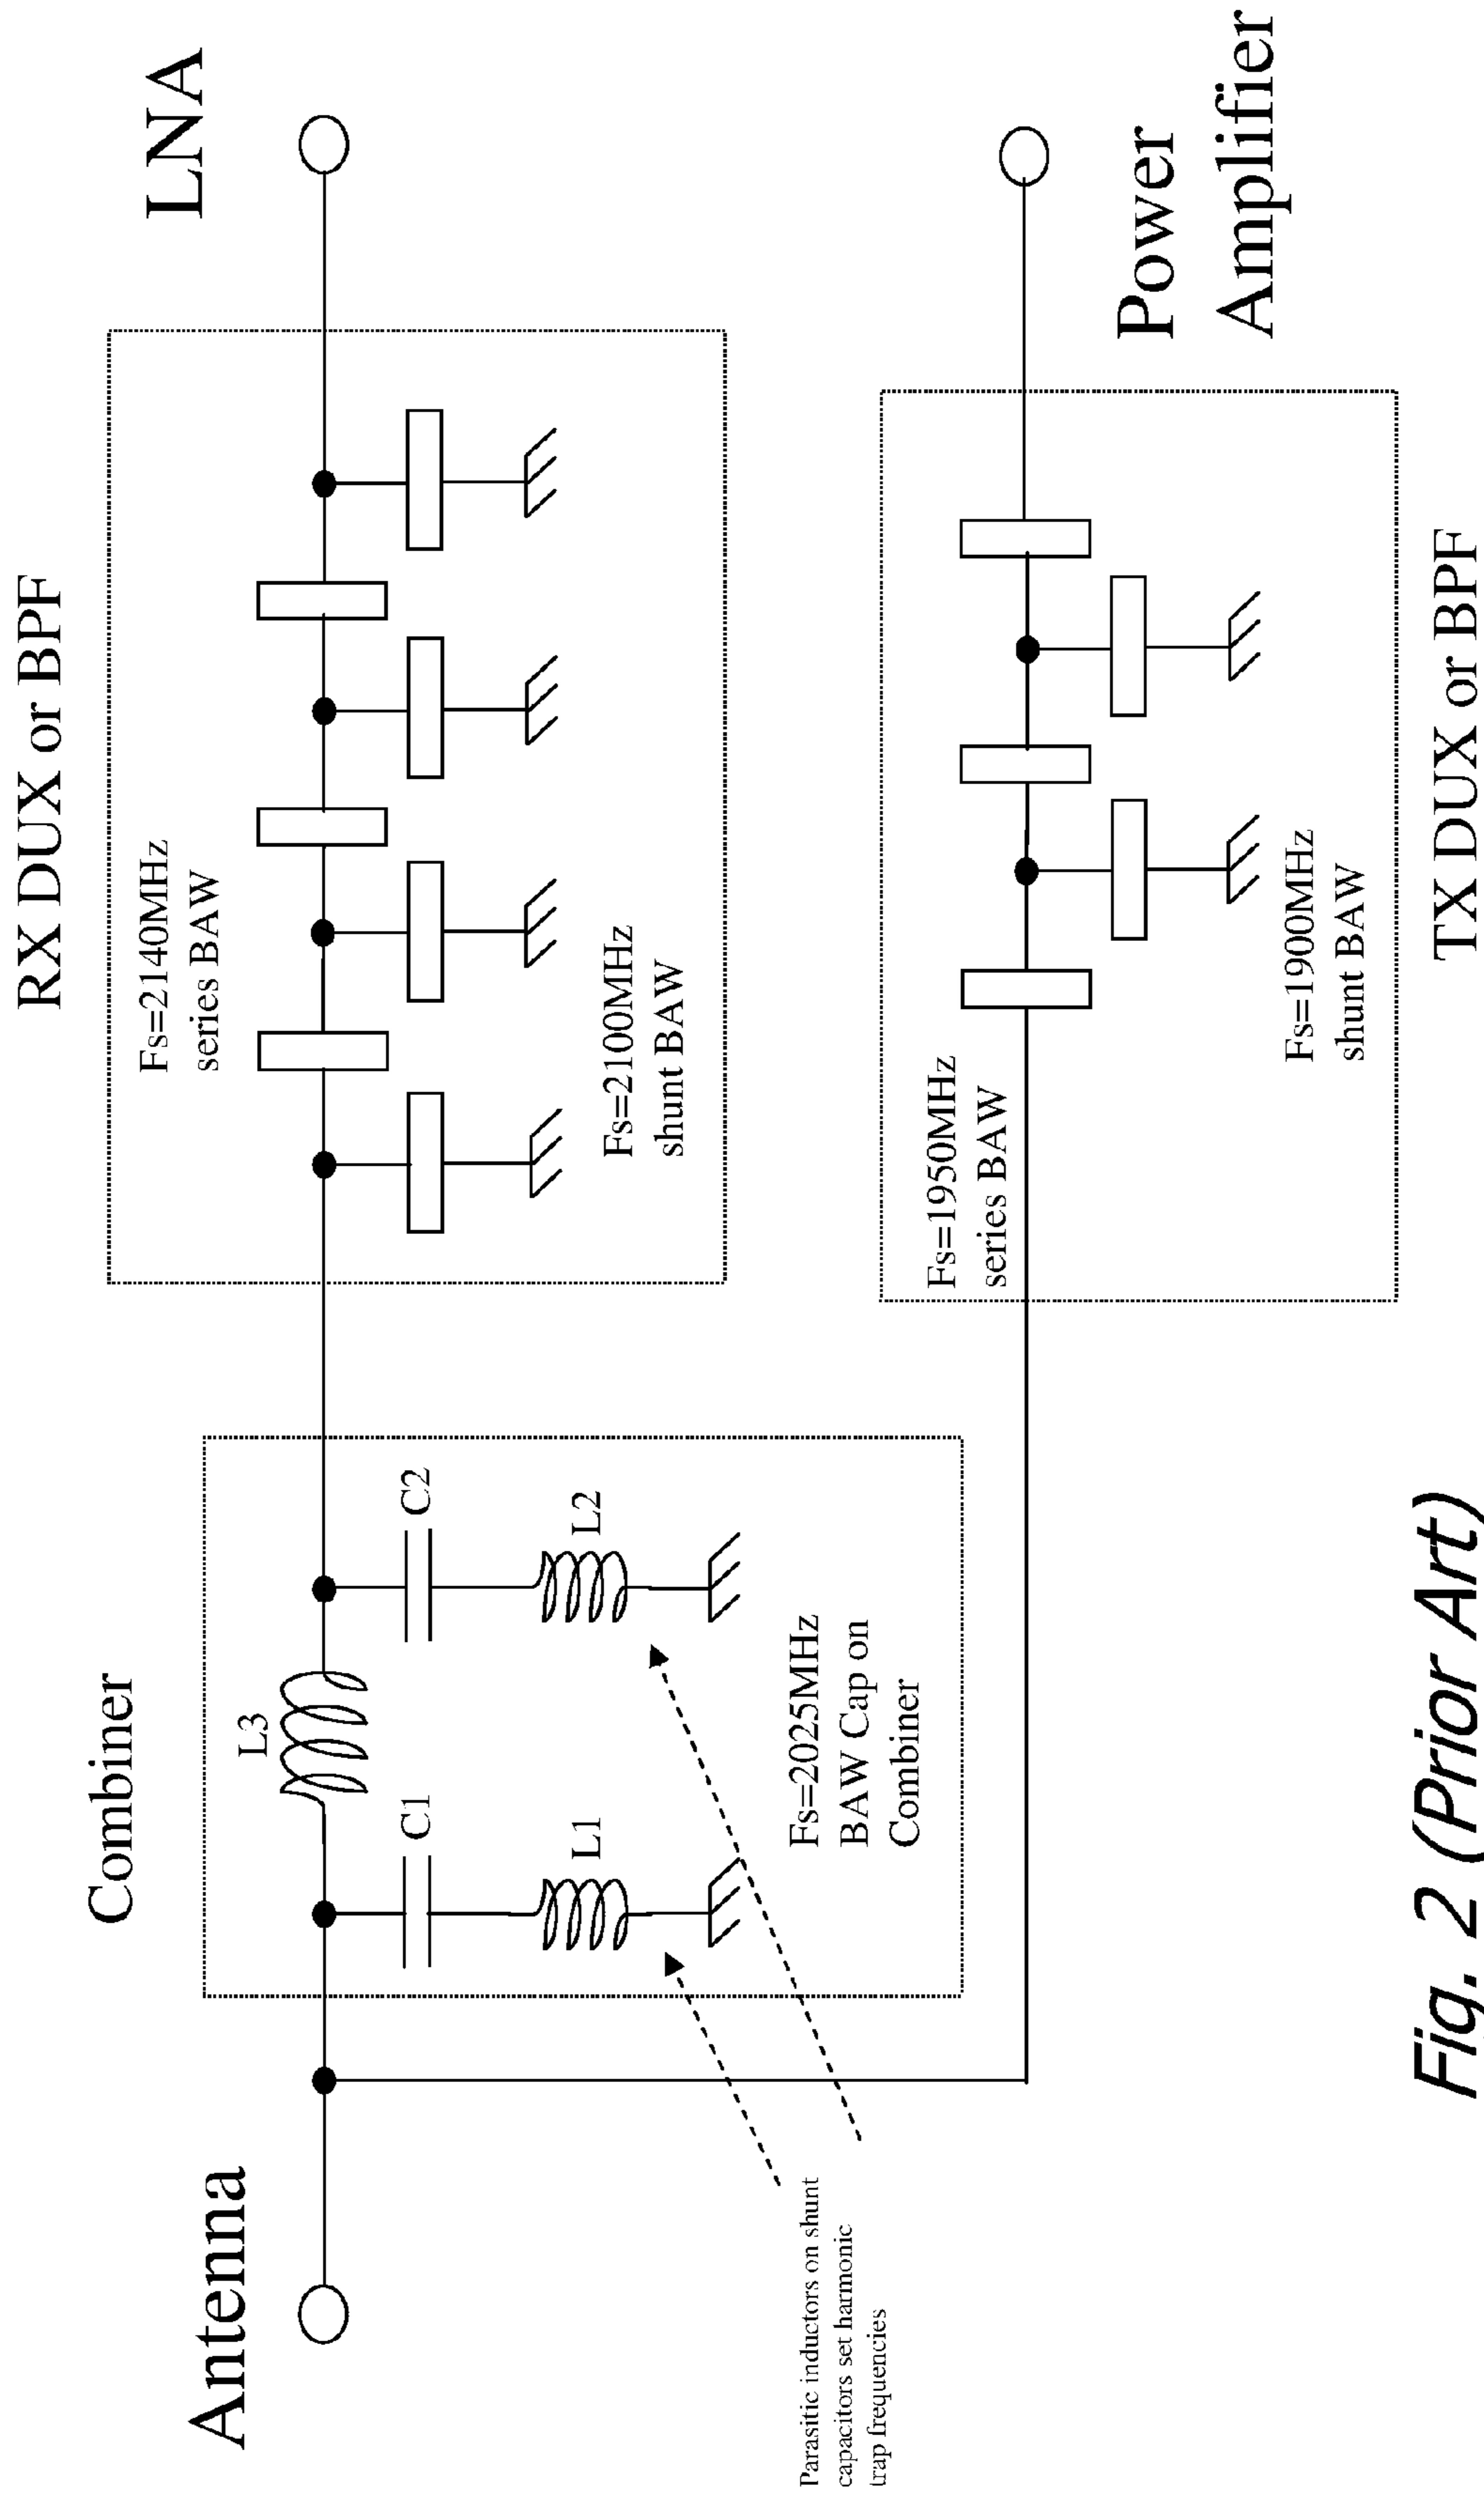 RX DUX or BPF
LNA
Fs=2140MHz
series BAW
Combiner
L3
Antenna
C1
C2
L1
L2
Fs=2100MHz
shunt BAW
Fs=2025MHz
BAW Cap on
Combiner
Parasitic inductors on shunt
capacitors set harmonic
trap frequencies
Fs=1950MHz
series BAW
Power
Amplifier
Fs=1900MHz
shunt BAW
TX DUX or BPF
Fig. 2 (Prior Art)